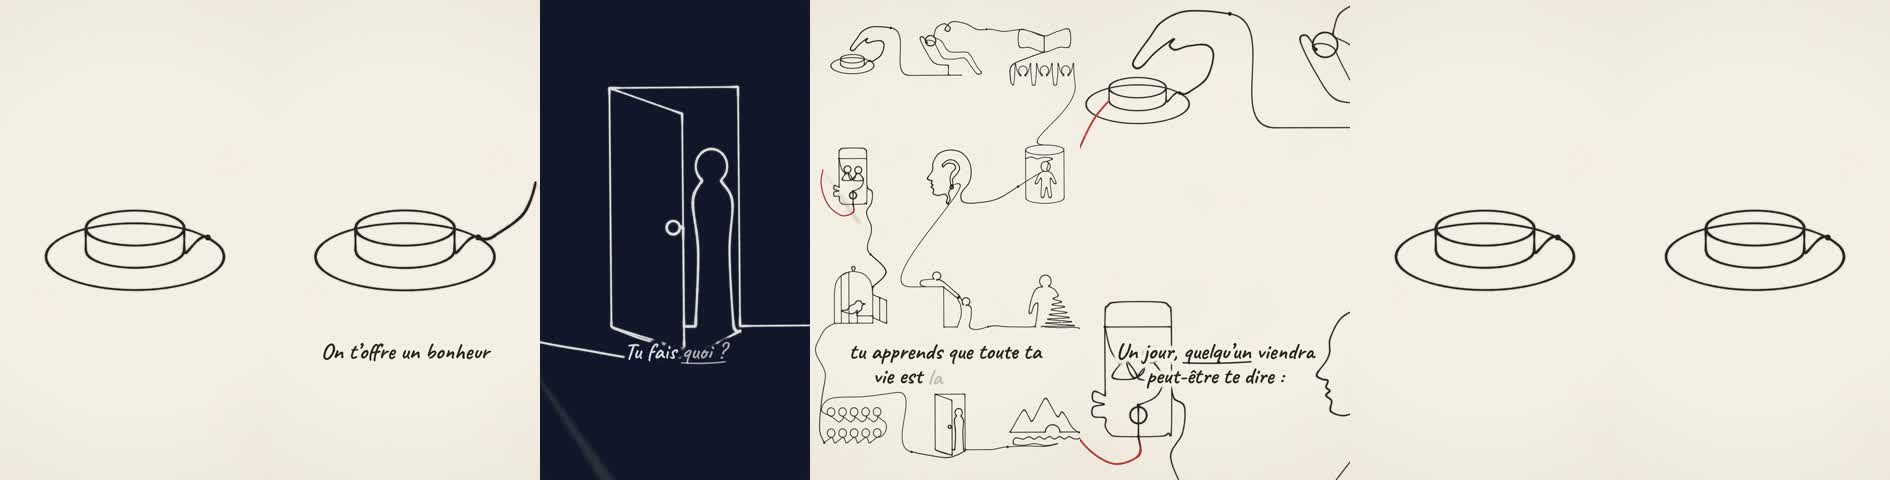 On t'offre un bonheur
Tu fais quoi ?
tu apprends que toute ta
vie est la
Un jour, quelqu'un viendra
peut-être te dire :